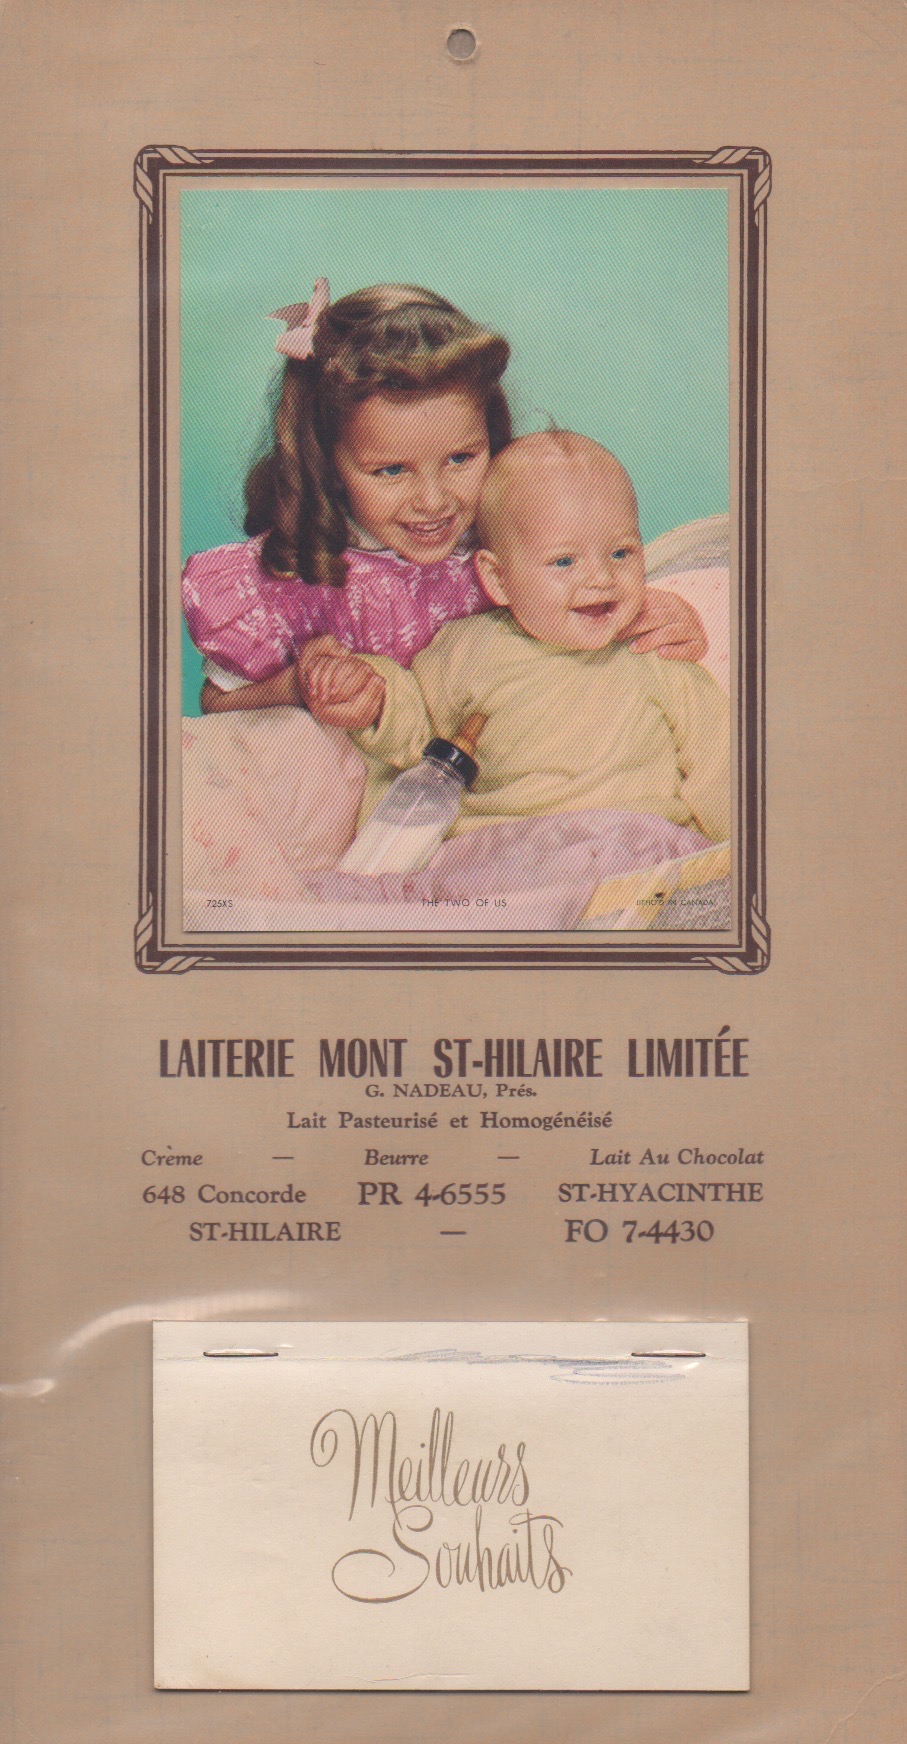 725XS THE TWO OF US LITHO'D IN CANADA
LAITERIE MONT ST-HILAIRE LIMITÉE
G. NADEAU, Prés.
Lait Pasteurisé et Homogénéisé
Crème — Beurre — Lait Au Chocolat
648 Concorde PR 4-6555 ST-HYACINTHE
ST-HILAIRE — FO 7-4430
Meilleurs
Souhaits